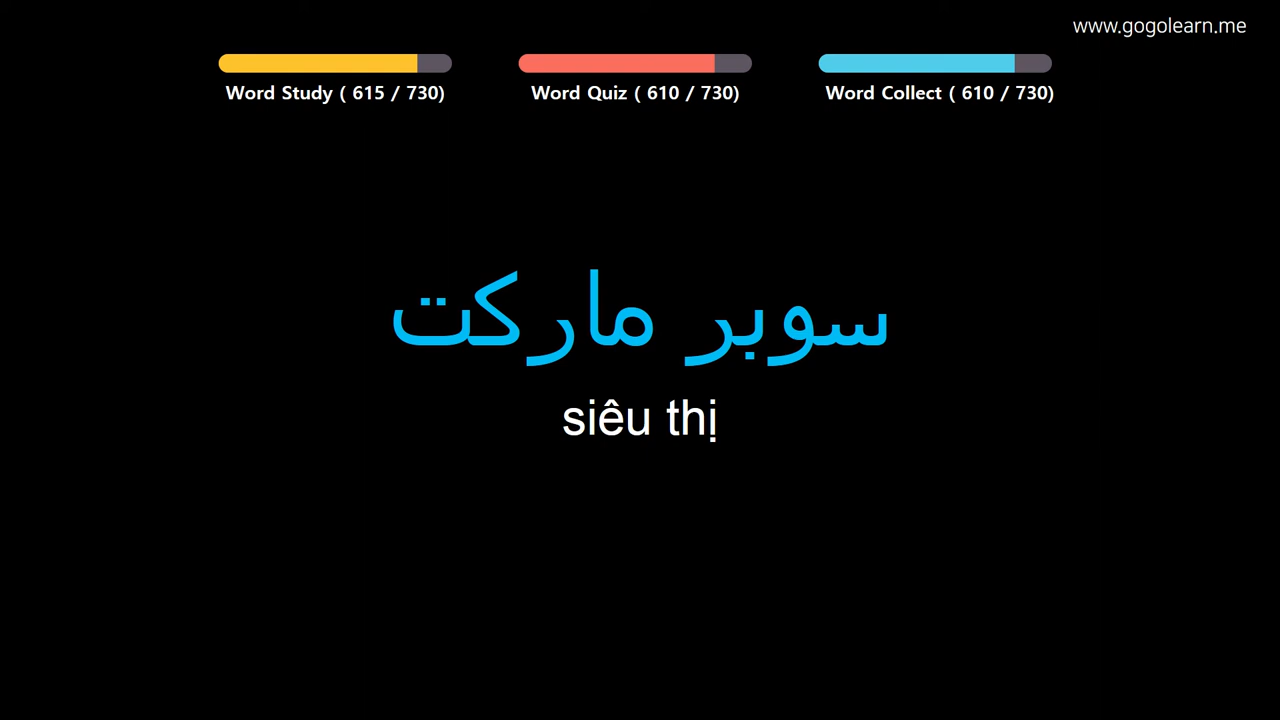 www.gogolearn.me
Word Study ( 615 / 730)
Word Quiz ( 610 / 730)
Word Collect ( 610 / 730)
سوبر ماركت
siêu thị